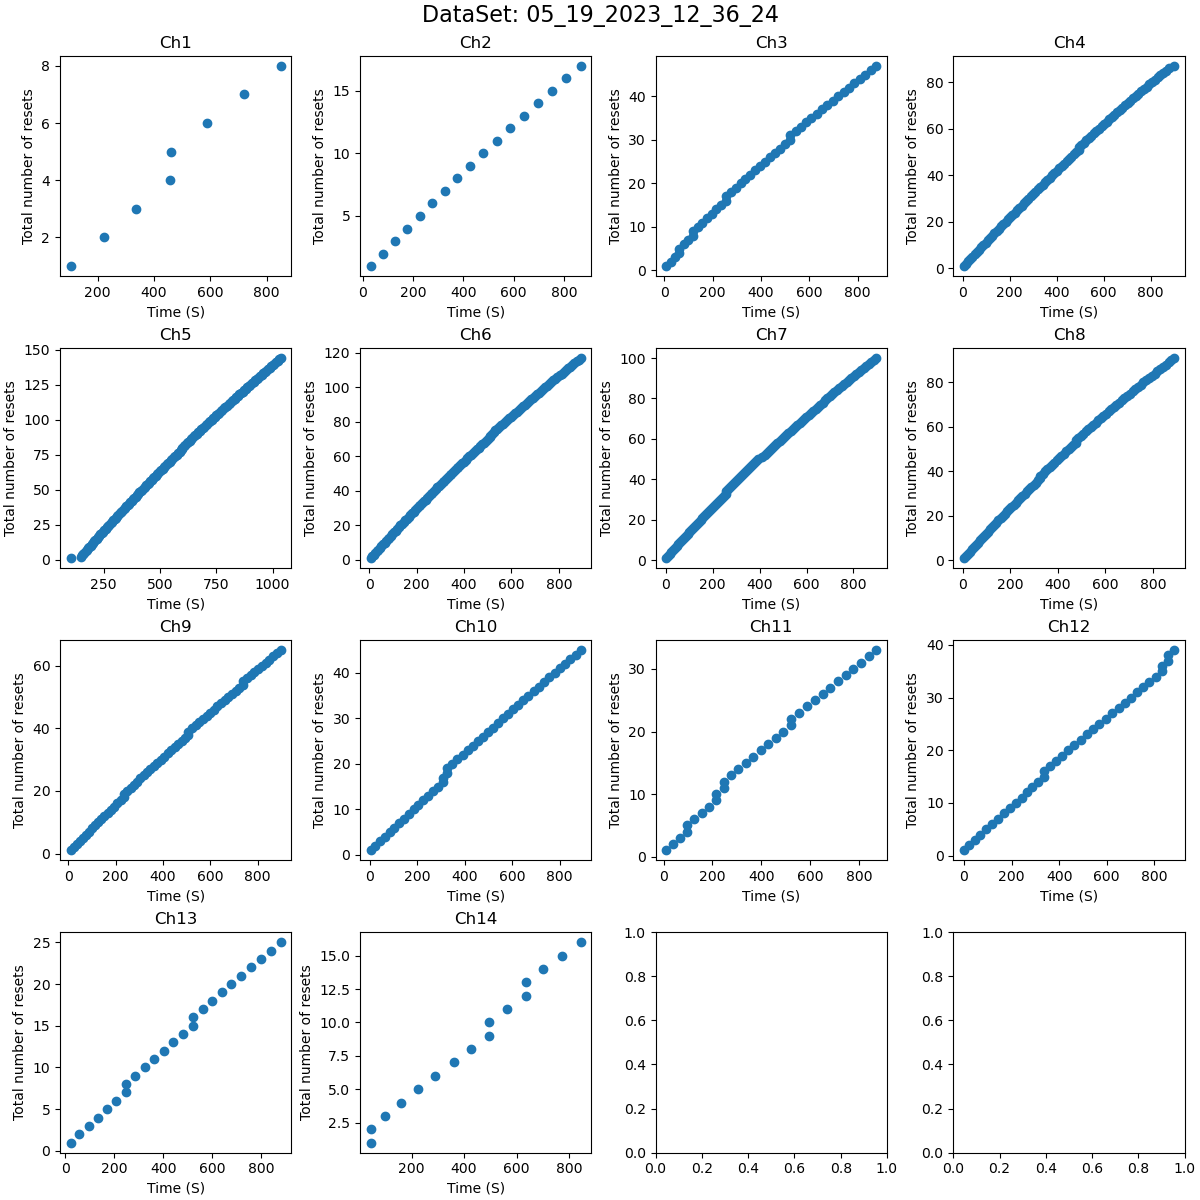 DataSet: 05_19_2023_12_36_24
Ch1
Total number of resets
8
6
4
2
200 400 600 800
Time (S)
Ch2
Total number of resets
15
10
5
0 200 400 600 800
Time (S)
Ch3
Total number of resets
40
30
20
10
0
0 200 400 600 800
Time (S)
Ch4
Total number of resets
80
60
40
20
0
0 200 400 600 800
Time (S)
Ch5
Total number of resets
150
125
100
75
50
25
0
250 500 750 1000
Time (S)
Ch6
Total number of resets
120
100
80
60
40
20
0
0 200 400 600 800
Time (S)
Ch7
Total number of resets
100
80
60
40
20
0
0 200 400 600 800
Time (S)
Ch8
Total number of resets
80
60
40
20
0
0 200 400 600 800
Time (S)
Ch9
Total number of resets
60
40
20
0
0 200 400 600 800
Time (S)
Ch10
Total number of resets
40
30
20
10
0
0 200 400 600 800
Time (S)
Ch11
Total number of resets
30
20
10
0
0 200 400 600 800
Time (S)
Ch12
Total number of resets
40
30
20
10
0
0 200 400 600 800
Time (S)
Ch13
Total number of resets
25
20
15
10
5
0
0 200 400 600 800
Time (S)
Ch14
Total number of resets
15.0
12.5
10.0
7.5
5.0
2.5
200 400 600 800
Time (S)
1.0
0.8
0.6
0.4
0.2
0.0
0.0 0.2 0.4 0.6 0.8 1.0
1.0
0.8
0.6
0.4
0.2
0.0
0.0 0.2 0.4 0.6 0.8 1.0